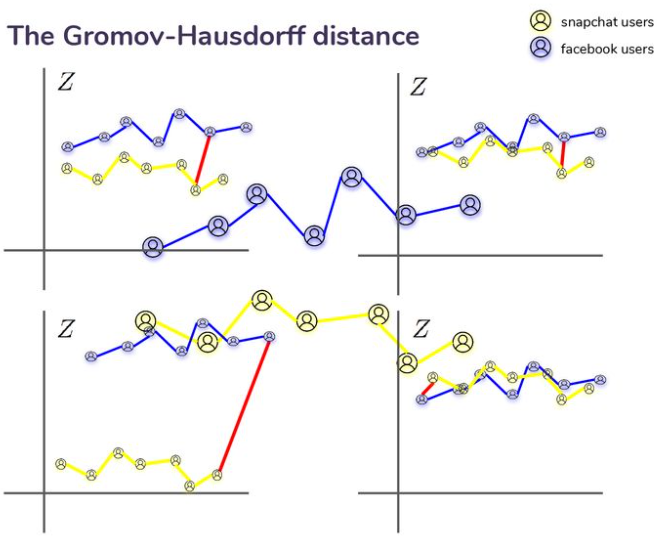 The Gromov-Hausdorff distance
snapchat users
facebook users
Z
Z
Z
Z